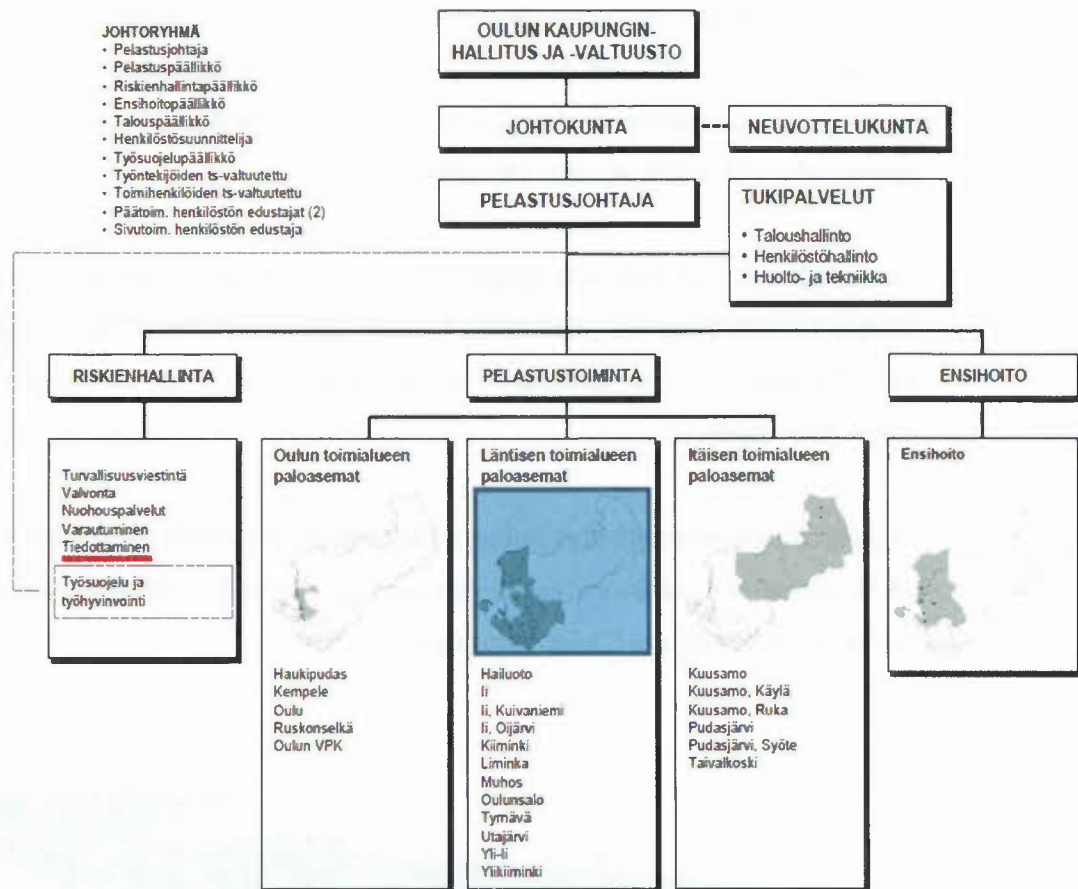 JOHTORYHMÄ
• Pelastusjohtaja
• Pelastuspäällikkö
• Riskienhallintapäällikkö
• Ensihoitopäällikkö
• Talouspäällikkö
• Henkilöstösuunnittelija
• Työsuojelupäällikkö
• Työntekijöiden ts-valtuutettu
• Toimihenkilöiden ts-valtuutettu
• Päätoim. henkilöstön edustajat (2)
• Sivutoim. henkilöstön edustaja
OULUN KAUPUNGIN-
HALLITUS JA -VALTUUSTO
JOHTOKUNTA
NEUVOTTELUKUNTA
PELASTUSJOHTAJA
TUKIPALVELUT
• Taloushallinto
• Henkilöstöhallinto
• Huolto- ja tekniikka
RISKIENHALLINTA
PELASTUSTOIMINTA
ENSIHOITO
Turvallisuusviestintä
Valvonta
Nuohouspalvelut
Varautuminen
Tiedottaminen
Työsuojelu ja
työhyvinvointi
Oulun toimialueen
paloasemat
Haukipudas
Kempele
Oulu
Ruskonselkä
Oulun VPK
Läntisen toimialueen
paloasemat
Hailuoto
Ii
Ii, Kuivaniemi
Ii, Oijärvi
Kiiminki
Liminka
Muhos
Oulunsalo
Tyrnävä
Utajärvi
Yli-Ii
Ylikiiminki
Itäisen toimialueen
paloasemat
Kuusamo
Kuusamo, Käylä
Kuusamo, Ruka
Pudasjärvi
Pudasjärvi, Syöte
Taivalkoski
Ensihoito